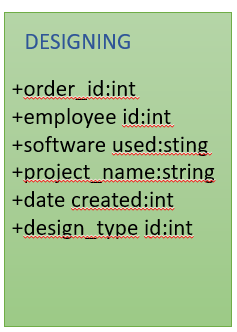 DESIGNING
+order_id:int
+employee id:int
+software used:sting
+project_name:string
+date created:int
+design_type id:int